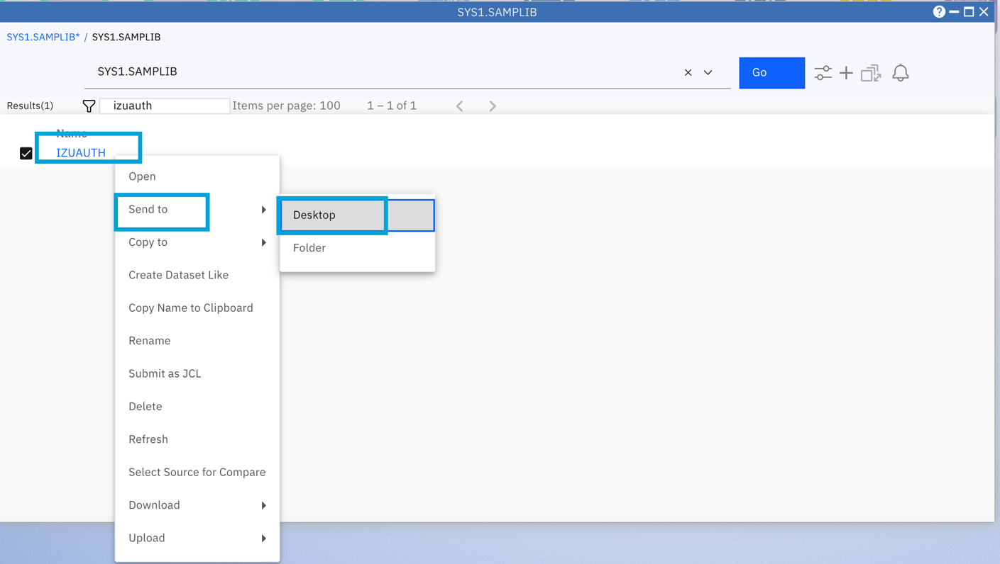 SYS1.SAMPLIB
SYS1.SAMPLIB* / SYS1.SAMPLIB
SYS1.SAMPLIB
Go
Results(1)
izuauth
Items per page: 100
1 – 1 of 1
Name
IZUAUTH
Open
Send to
Desktop
Copy to
Folder
Create Dataset Like
Copy Name to Clipboard
Rename
Submit as JCL
Delete
Refresh
Select Source for Compare
Download
Upload